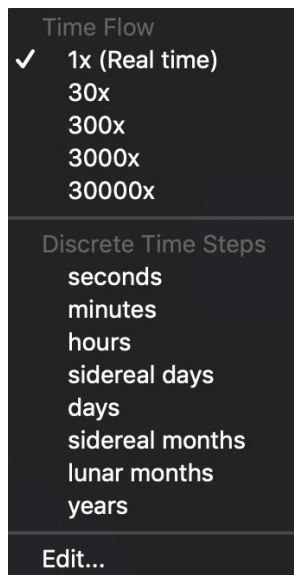 Time Flow
✓ 1x (Real time)
30x
300x
3000x
30000x
Discrete Time Steps
seconds
minutes
hours
sidereal days
days
sidereal months
lunar months
years
Edit...